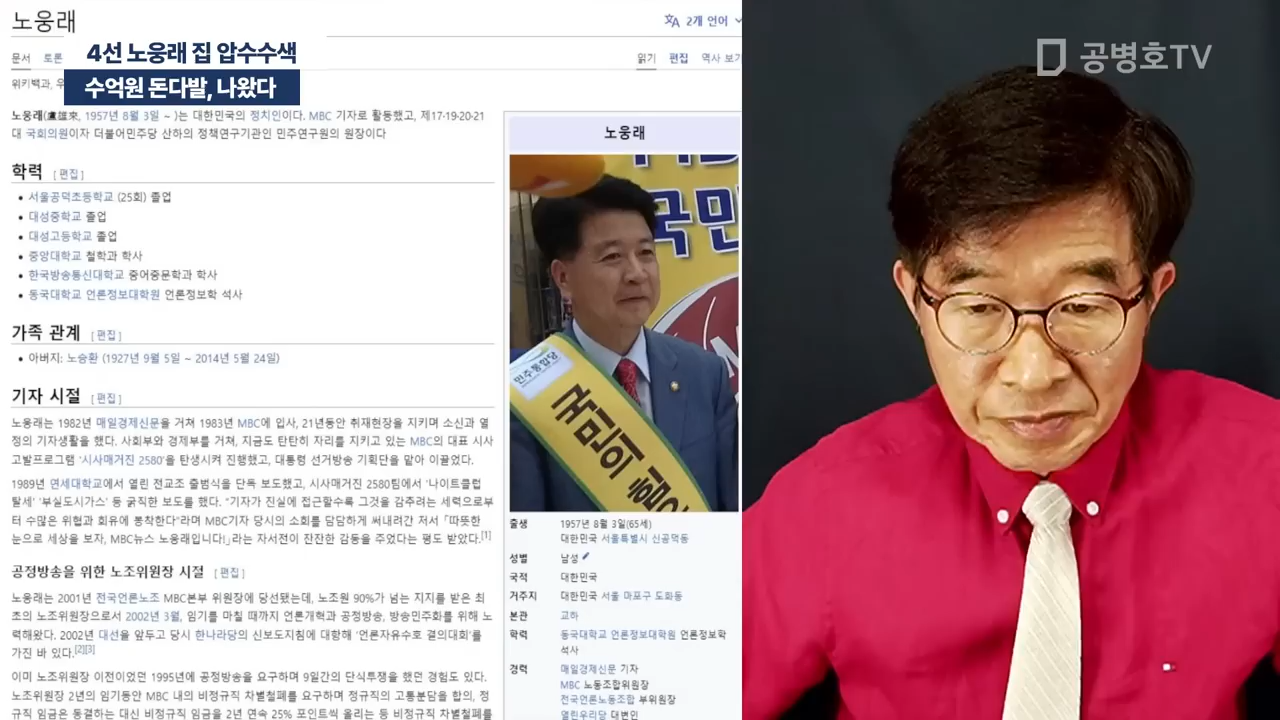 노웅래
2개 언어
4선 노웅래 집 압수수색
수억원 돈다발, 나왔다
공병호TV
문서 토론
읽기 편집 역사 보기
위키백과,
노웅래(盧雄來, 1957년 8월 3일 ~ )는 대한민국의 정치인이다. MBC 기자로 활동했고, 제17·19·20·21
대 국회의원이자 더불어민주당 산하의 정책연구기관인 민주연구원의 원장이다
학력 [편집]
서울공덕초등학교 (25회) 졸업
대성중학교 졸업
대성고등학교 졸업
중앙대학교 철학과 학사
한국방송통신대학교 중어중문학과 학사
동국대학교 언론정보대학원 언론정보학 석사
가족 관계 [편집]
아버지: 노승환 (1927년 9월 5일 ~ 2014년 5월 24일)
기자 시절 [편집]
노웅래는 1982년 매일경제신문을 거쳐 1983년 MBC에 입사, 21년동안 취재현장을 지키며 소신과 열
정의 기자생활을 했다. 사회부와 경제부를 거쳐, 지금도 탄탄히 자리를 지키고 있는 MBC의 대표 시사
고발프로그램 '시사매거진 2580'을 탄생시켜 진행했고, 대통령 선거방송 기획단을 맡아 이끌었다.
1989년 연세대학교에서 열린 전교조 출범식을 단독 보도했고, 시사매거진 2580팀에서 '나이트클럽
탈세' '부실도시가스' 등 굵직한 보도를 했다. "기자가 진실에 접근할수록 그것을 감추려는 세력으로부
터 수많은 위협과 회유에 봉착한다"라며 MBC기자 당시의 소회를 담담하게 써내려간 저서 「따뜻한
눈으로 세상을 보자, MBC뉴스 노웅래입니다!」라는 자서전이 잔잔한 감동을 주었다는 평도 받았다.[1]
공정방송을 위한 노조위원장 시절 [편집]
노웅래는 2001년 전국언론노조 MBC본부 위원장에 당선됐는데, 노조원 90%가 넘는 지지를 받은 최
초의 노조위원장으로서 2002년 3월, 임기를 마칠 때까지 언론개혁과 공정방송, 방송민주화를 위해 노
력해왔다. 2002년 대선을 앞두고 당시 한나라당의 신보도지침에 대항해 '언론자유수호 결의대회'를
가진 바 있다.[2][3]
이미 노조위원장 이전이었던 1995년에 공정방송을 요구하며 9일간의 단식투쟁을 했던 경험도 있다.
노조위원장 2년의 임기동안 MBC 내의 비정규직 차별철폐를 요구하며 정규직의 고통분담을 합의, 정
규직 임금은 동결하는 대신 비정규직 임금을 2년 연속 25% 포인트씩 올리는 등 비정규직 차별철폐를
노웅래
국민
민주통합당
국민이
출생 1957년 8월 3일(65세)
대한민국 서울특별시 신공덕동
성별 남성
국적 대한민국
거주지 대한민국 서울 마포구 도화동
본관 교하
학력 동국대학교 언론정보대학원 언론정보학
석사
경력 매일경제신문 기자
MBC 노동조합위원장
전국언론노동조합 부위원장
열린우리당 대변인